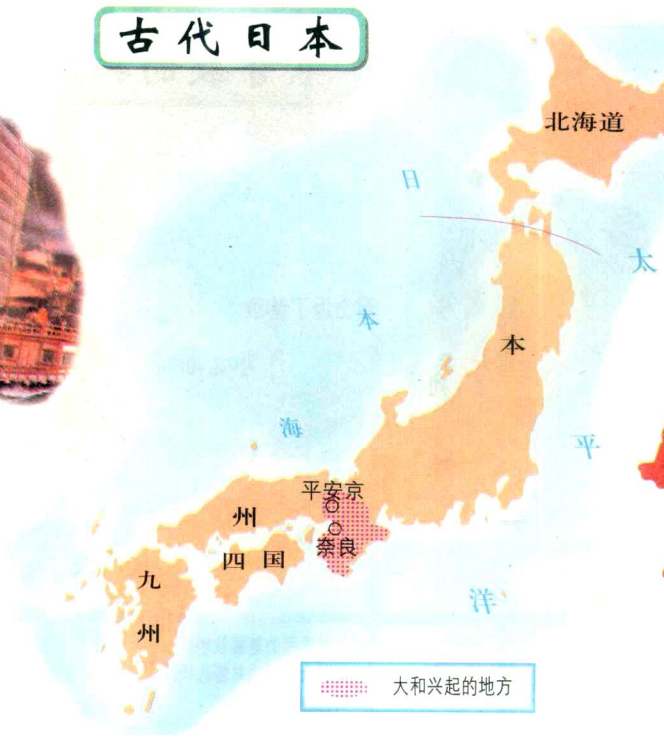 古代日本
北海道
日
本
海
太
平
洋
本
州
平安京
奈良
四国
九
州
大和兴起的地方